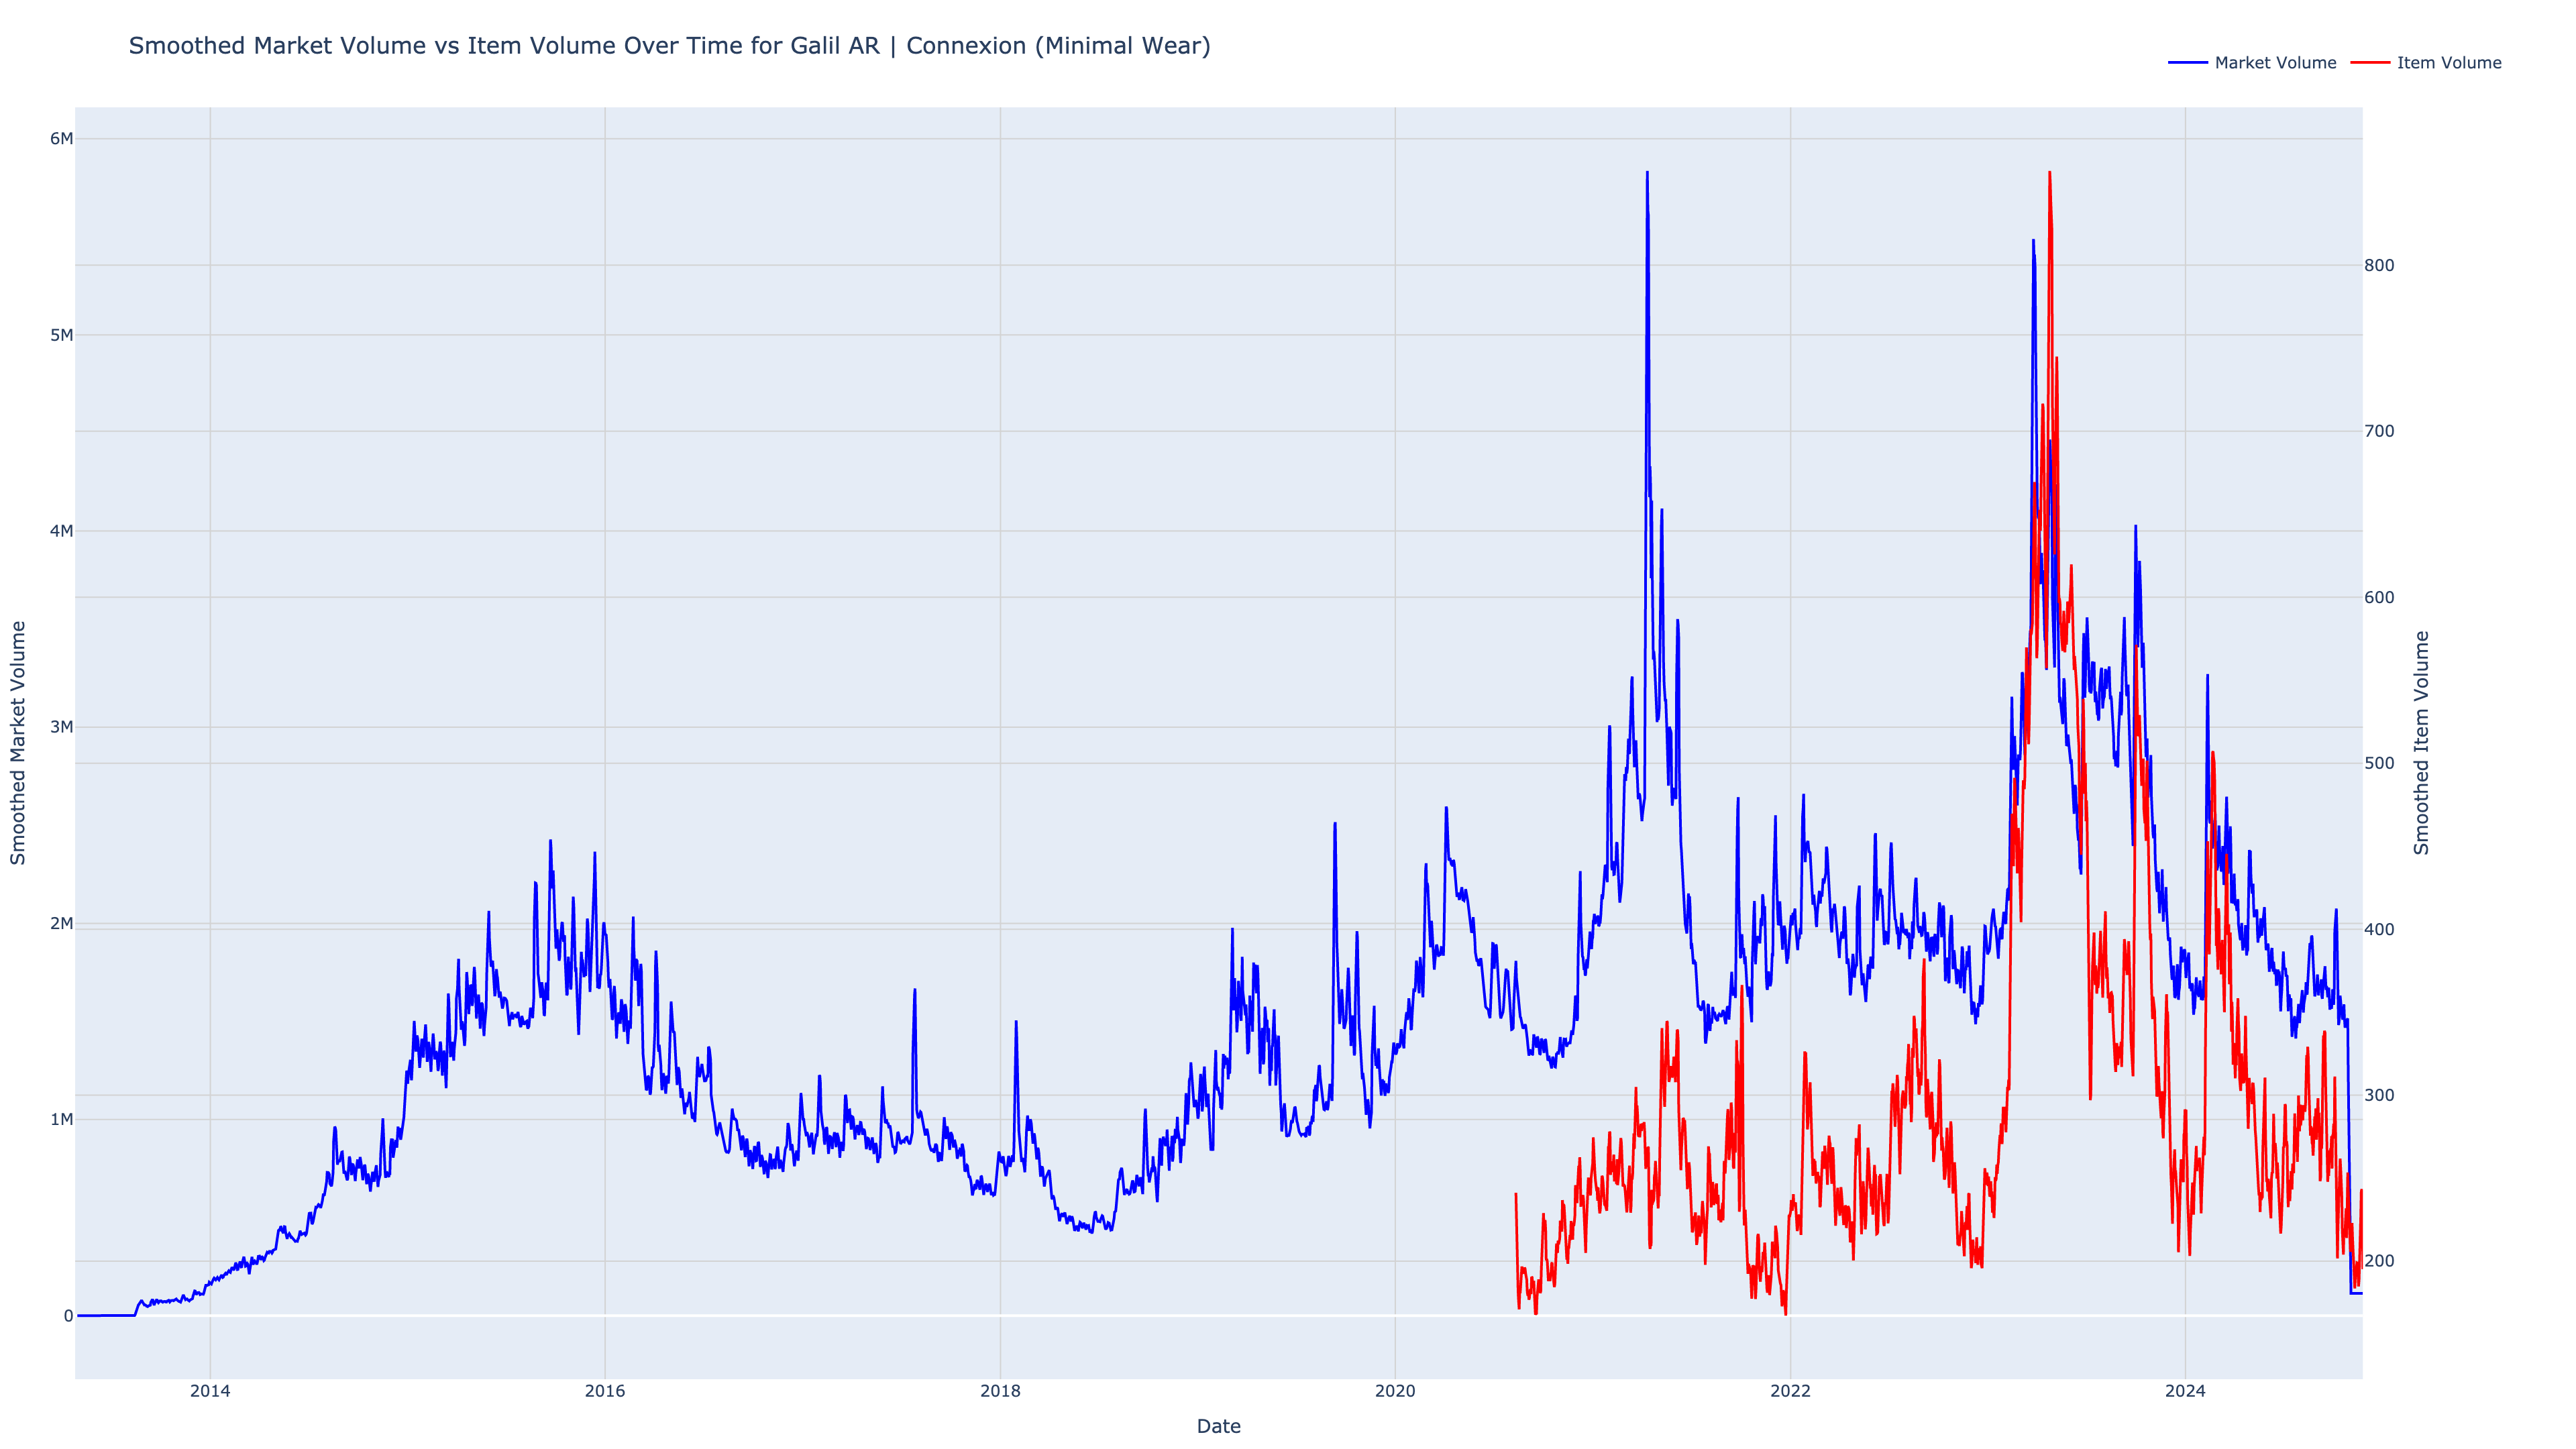 Smoothed Market Volume vs Item Volume Over Time for Galil AR | Connexion (Minimal Wear)
Market Volume
Item Volume
6M
5M
4M
3M
2M
1M
0
Smoothed Market Volume
800
700
600
500
400
300
200
Smoothed Item Volume
2014
2016
2018
2020
2022
2024
Date